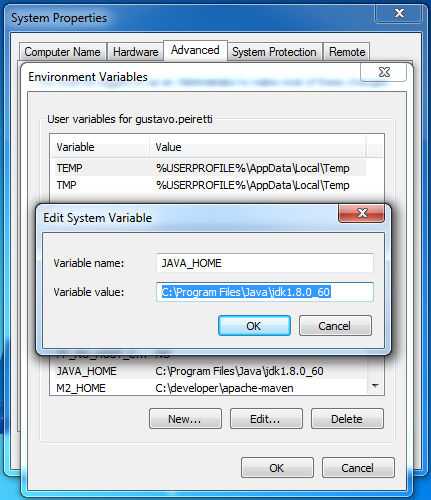 System Properties
Computer Name Hardware Advanced System Protection Remote
Environment Variables
User variables for gustavo.peiretti
Variable Value
TEMP %USERPROFILE%\AppData\Local\Temp
TMP %USERPROFILE%\AppData\Local\Temp
Edit System Variable
Variable name: JAVA_HOME
Variable value: C:\Program Files\Java\jdk1.8.0_60
OK Cancel
JAVA_HOME C:\Program Files\Java\jdk1.8.0_60
M2_HOME C:\developer\apache-maven
New... Edit... Delete
OK Cancel